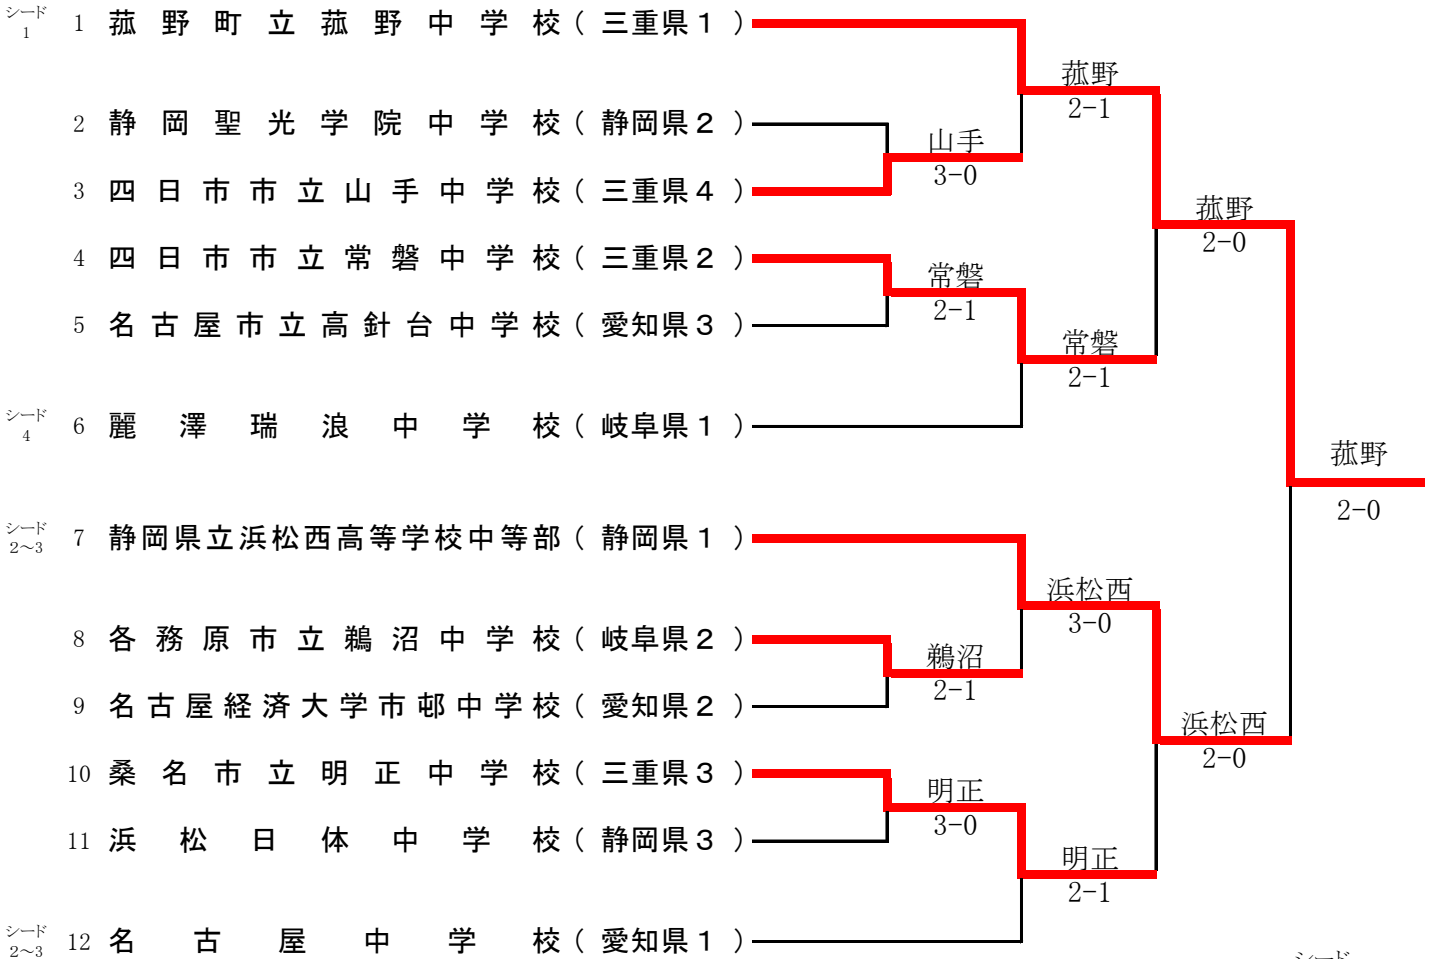 シード
1
1 菰野町立菰野中学校(三重県1)
菰野
2-1
2 静岡聖光学院中学校(静岡県2)
山手
3-0
3 四日市市立山手中学校(三重県4)
菰野
2-0
4 四日市市立常磐中学校(三重県2)
常磐
2-1
5 名古屋市立高針台中学校(愛知県3)
常磐
2-1
シード
4
6 麗澤瑞浪中学校(岐阜県1)
菰野
2-0
シード
2~3
7 静岡県立浜松西高等学校中等部(静岡県1)
浜松西
3-0
8 各務原市立鵜沼中学校(岐阜県2)
鵜沼
2-1
9 名古屋経済大学市邨中学校(愛知県2)
浜松西
2-0
10 桑名市立明正中学校(三重県3)
明正
3-0
11 浜松日体中学校(静岡県3)
明正
2-1
シード
2~3
12 名古屋中学校(愛知県1)
シード